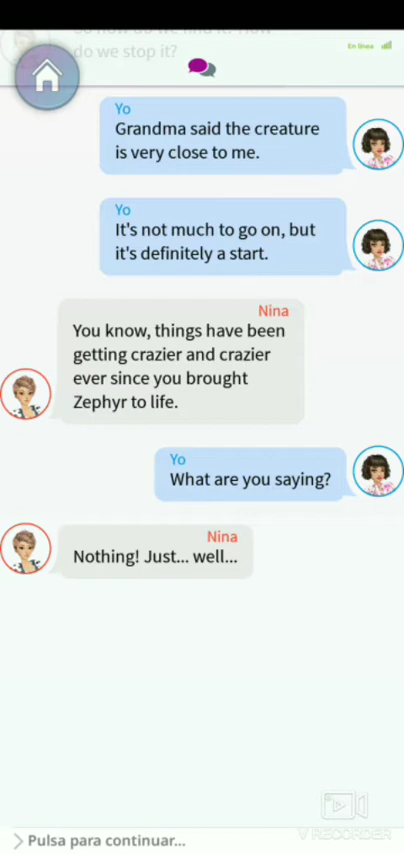 do we stop it?
En línea
Yo
Grandma said the creature
is very close to me.
Yo
It's not much to go on, but
it's definitely a start.
Nina
You know, things have been
getting crazier and crazier
ever since you brought
Zephyr to life.
Yo
What are you saying?
Nina
Nothing! Just... well...
V RECORDER
Pulsa para continuar...